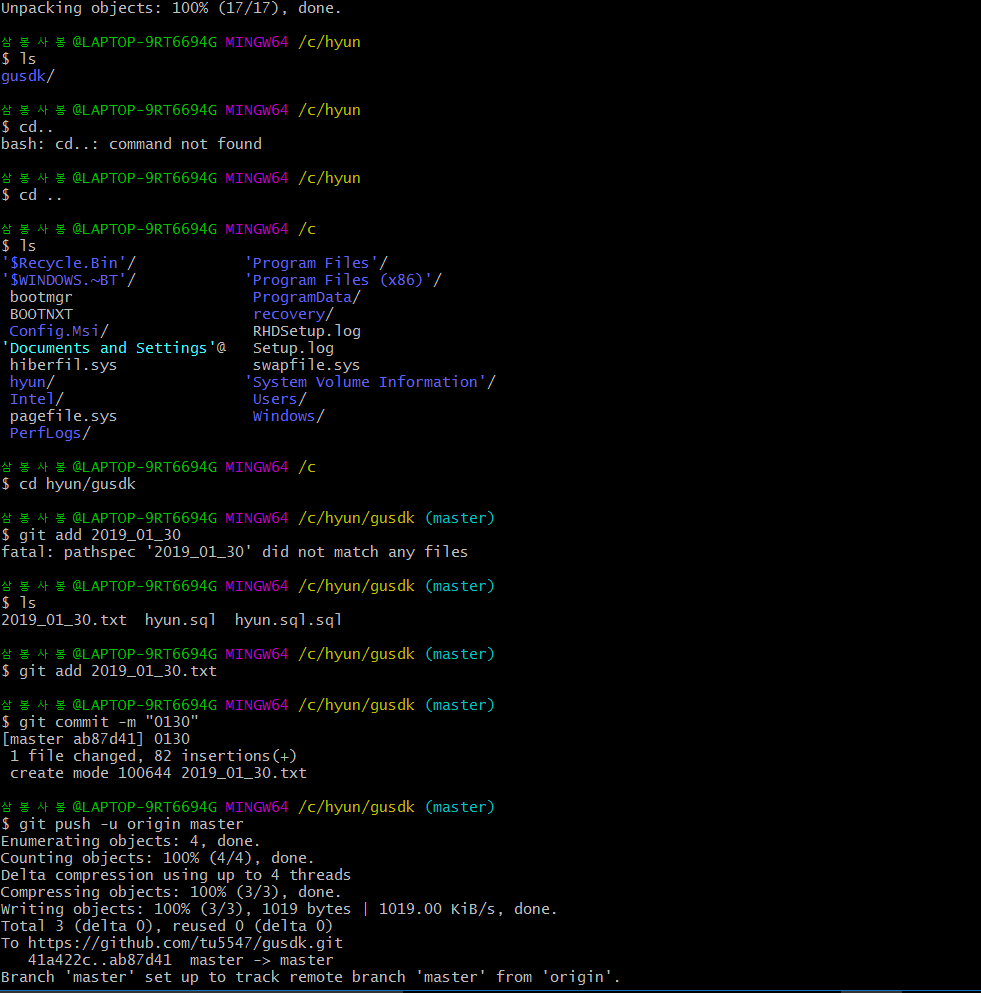 Unpacking objects: 100% (17/17), done.
삼봉사봉@LAPTOP-9RT6694G MINGW64 /c/hyun
$ ls
gusdk/
삼봉사봉@LAPTOP-9RT6694G MINGW64 /c/hyun
$ cd..
bash: cd..: command not found
삼봉사봉@LAPTOP-9RT6694G MINGW64 /c/hyun
$ cd ..
삼봉사봉@LAPTOP-9RT6694G MINGW64 /c
$ ls
'$Recycle.Bin'/ 'Program Files'/
'$WINDOWS.~BT'/ 'Program Files (x86)'/
bootmgr ProgramData/
BOOTNXT recovery/
Config.Msi/ RHDSetup.log
'Documents and Settings'@ Setup.log
hiberfil.sys swapfile.sys
hyun/ 'System Volume Information'/
Intel/ Users/
pagefile.sys Windows/
PerfLogs/
삼봉사봉@LAPTOP-9RT6694G MINGW64 /c
$ cd hyun/gusdk
삼봉사봉@LAPTOP-9RT6694G MINGW64 /c/hyun/gusdk (master)
$ git add 2019_01_30
fatal: pathspec '2019_01_30' did not match any files
삼봉사봉@LAPTOP-9RT6694G MINGW64 /c/hyun/gusdk (master)
$ ls
2019_01_30.txt hyun.sql hyun.sql.sql
삼봉사봉@LAPTOP-9RT6694G MINGW64 /c/hyun/gusdk (master)
$ git add 2019_01_30.txt
삼봉사봉@LAPTOP-9RT6694G MINGW64 /c/hyun/gusdk (master)
$ git commit -m "0130"
[master ab87d41] 0130
1 file changed, 82 insertions(+)
create mode 100644 2019_01_30.txt
삼봉사봉@LAPTOP-9RT6694G MINGW64 /c/hyun/gusdk (master)
$ git push -u origin master
Enumerating objects: 4, done.
Counting objects: 100% (4/4), done.
Delta compression using up to 4 threads
Compressing objects: 100% (3/3), done.
Writing objects: 100% (3/3), 1019 bytes | 1019.00 KiB/s, done.
Total 3 (delta 0), reused 0 (delta 0)
To https://github.com/tu5547/gusdk.git
41a422c..ab87d41 master -> master
Branch 'master' set up to track remote branch 'master' from 'origin'.